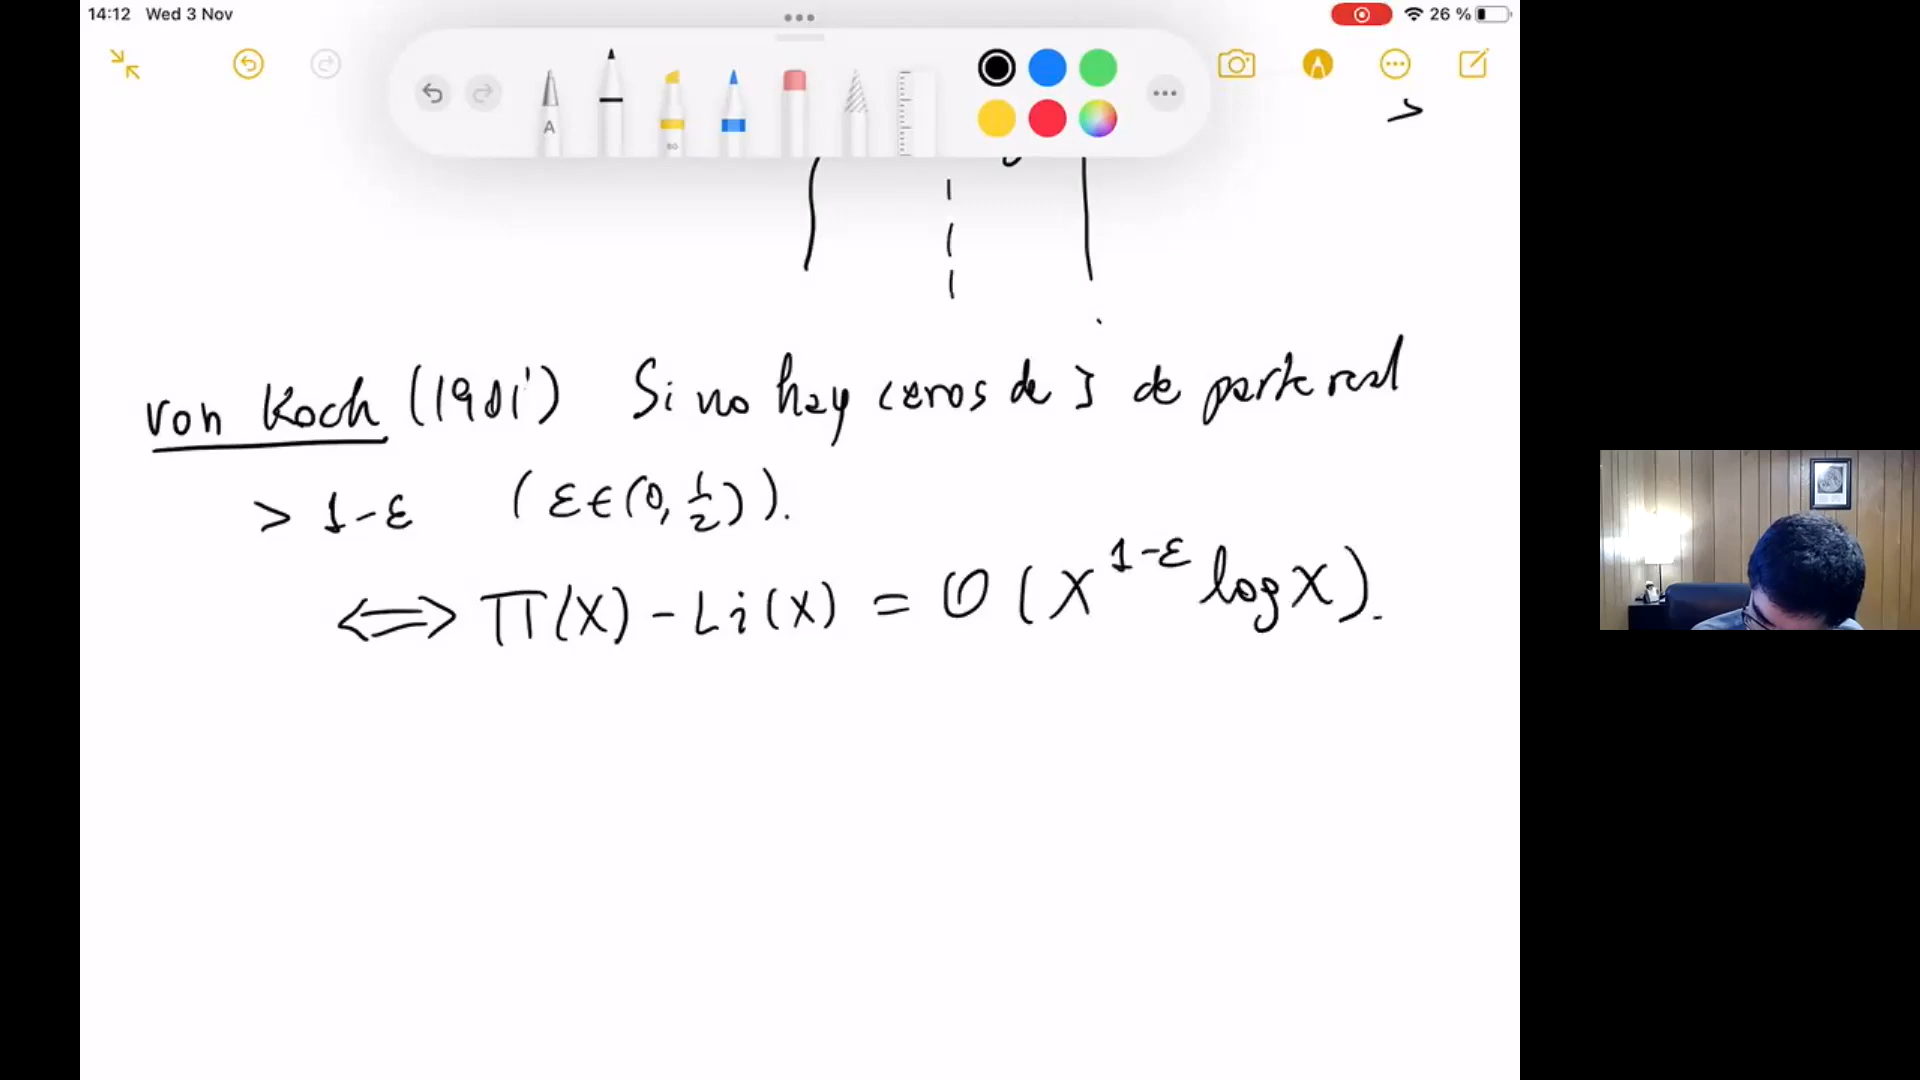 14:12 Wed 3 Nov
26 %
A
80
>
von Koch (1901) Si no hay ceros de ζ de parte real
> 1-ε (ε∈(0, 1/2)).
⟺ Π(X) - Li(X) = O(X^{1-ε} log X).